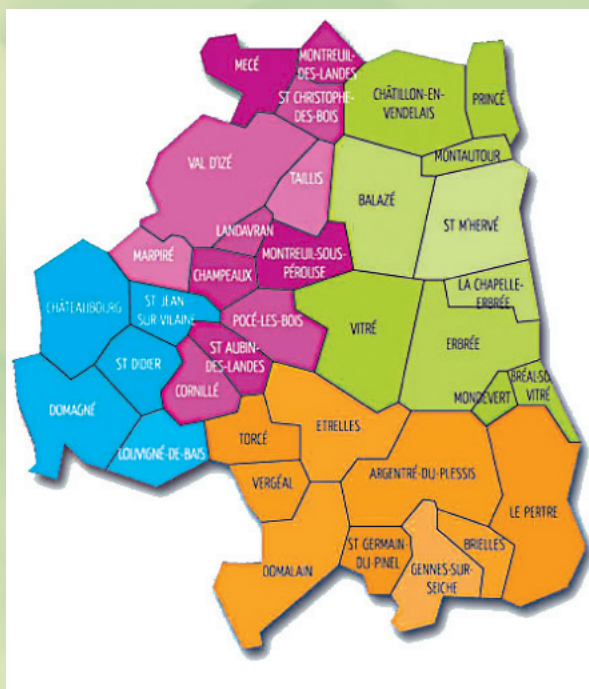 MECÉ
MONTREUIL-
DES-LANDES
ST CHRISTOPHE-
DES-BOIS
CHÂTILLON-EN-
VENDELAIS
PRINCÉ
VAL D'IZÉ
TAILLIS
MONTAUTOUR
BALAZÉ
ST M'HERVÉ
LANDAVRAN
MARPIRÉ
MONTREUIL-SOUS-
PÉROUSE
CHAMPEAUX
LA CHAPELLE-
ERBRÉE
CHÂTEAUBOURG
ST JEAN
SUR-VILAINE
POCÉ-LES-BOIS
VITRÉ
ERBRÉE
ST DIDIER
ST AUBIN-
DES-LANDES
CORNILLÉ
MONDEVERT
BRÉAL-SO
VITRÉ
DOMAGNÉ
LOUVIGNÉ-DE-BAIS
TORCÉ
ETRELLES
VERGÉAL
ARGENTRÉ-DU-PLESSIS
LE PERTRE
DOMALAIN
ST GERMAIN-
DU-PINEL
BRIELLES
GENNES-SUR-
SEICHE